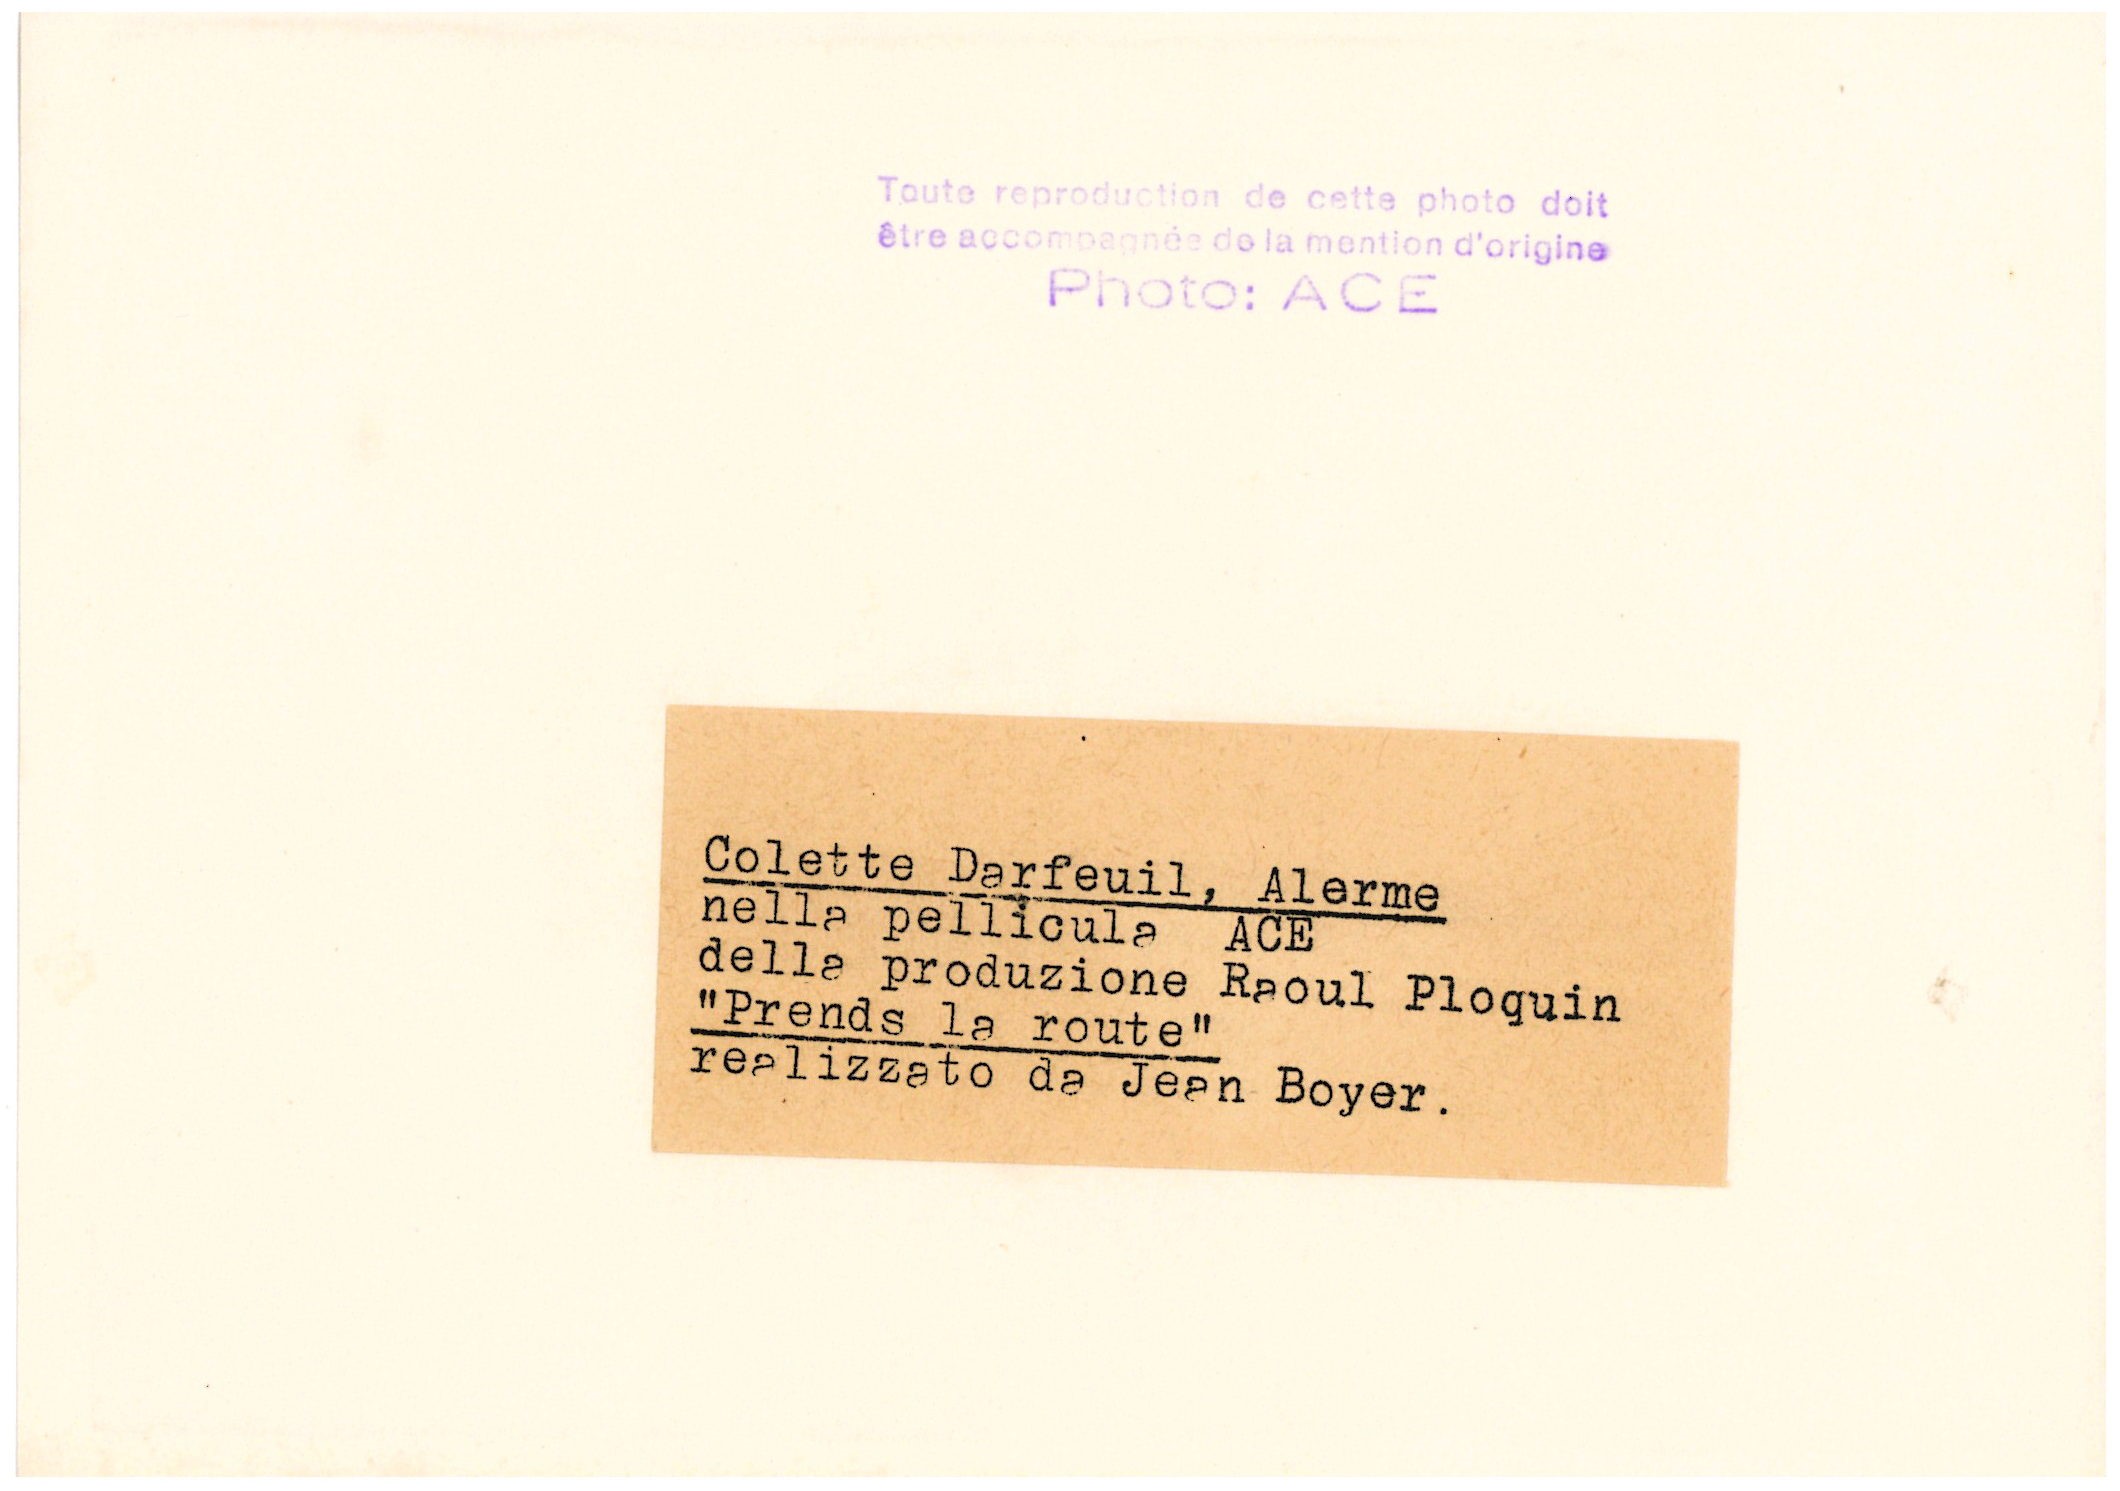 Toute reproduction de cette photo doit
être accompagnée de la mention d'origine
Photo: ACE
Colette Darfeuil, Alerme
nella pellicula ACE
della produzione Raoul Ploquin
"Prends la route"
realizzato da Jean Boyer.